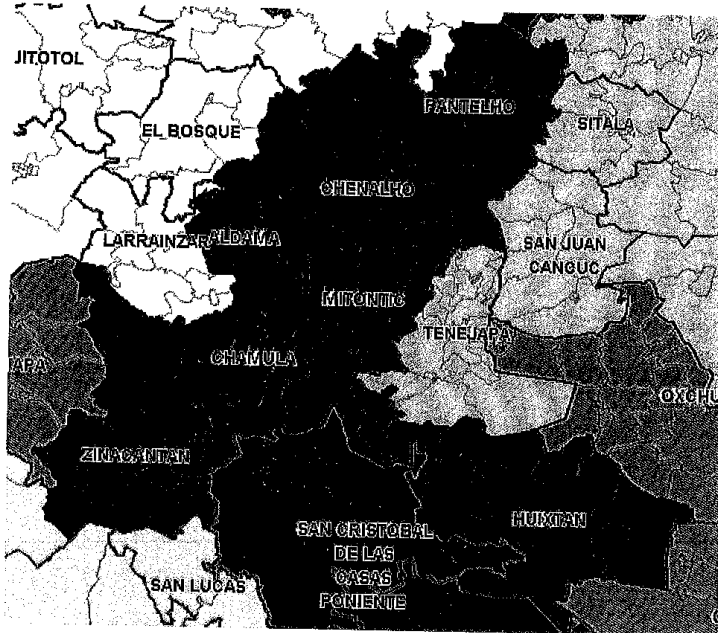 JITOTOL
PANTELHO
EL BOSQUE
SITALA
CHENALHO
LARRAINZAR
ALDAMA
SAN JUAN
CANCUC
MITONTIC
TENEJAPA
CHAMULA
APA
OXCHU
ZINACANTAN
HUIXTAN
SAN CRISTOBAL
DE LAS
CASAS
PONIENTE
SAN LUCAS